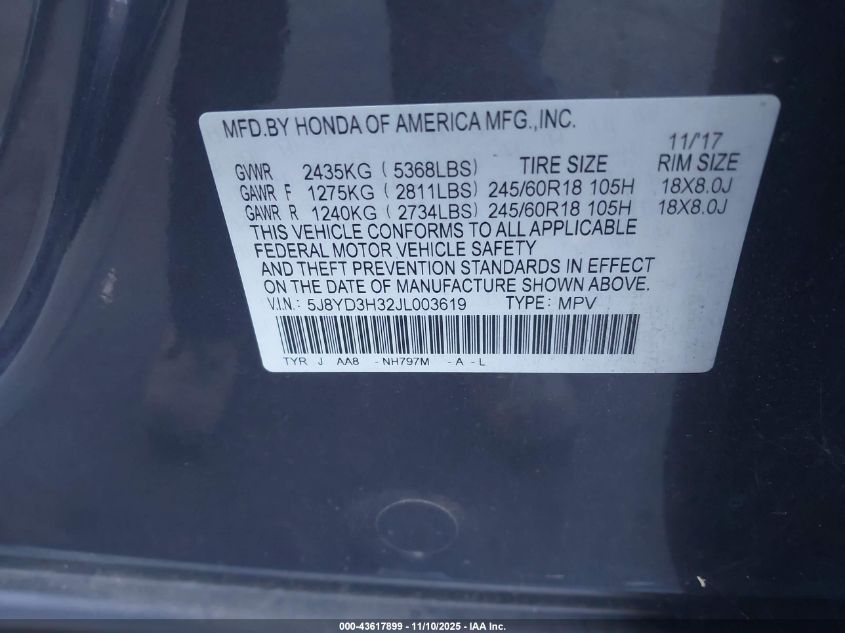 MFD.BY HONDA OF AMERICA MFG.,INC.
11/'17
GVWR 2435KG ( 5368LBS) TIRE SIZE RIM SIZE
GAWR F 1275KG ( 2811LBS) 245/60R18 105H 18X8.0J
GAWR R 1240KG ( 2734LBS) 245/60R18 105H 18X8.0J
THIS VEHICLE CONFORMS TO ALL APPLICABLE
FEDERAL MOTOR VEHICLE SAFETY
AND THEFT PREVENTION STANDARDS IN EFFECT
ON THE DATE OF MANUFACTURE SHOWN ABOVE.
V.I.N.: 5J8YD3H32JL003619 TYPE: MPV
TYR J AA8 - NH797M - A - L
000-43617899 - 11/10/2025 - IAA Inc.